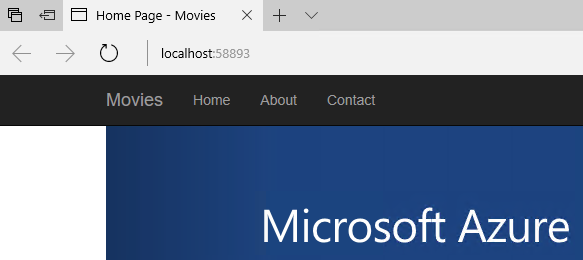 Home Page - Movies
localhost:58893
Movies Home About Contact
Microsoft Azure